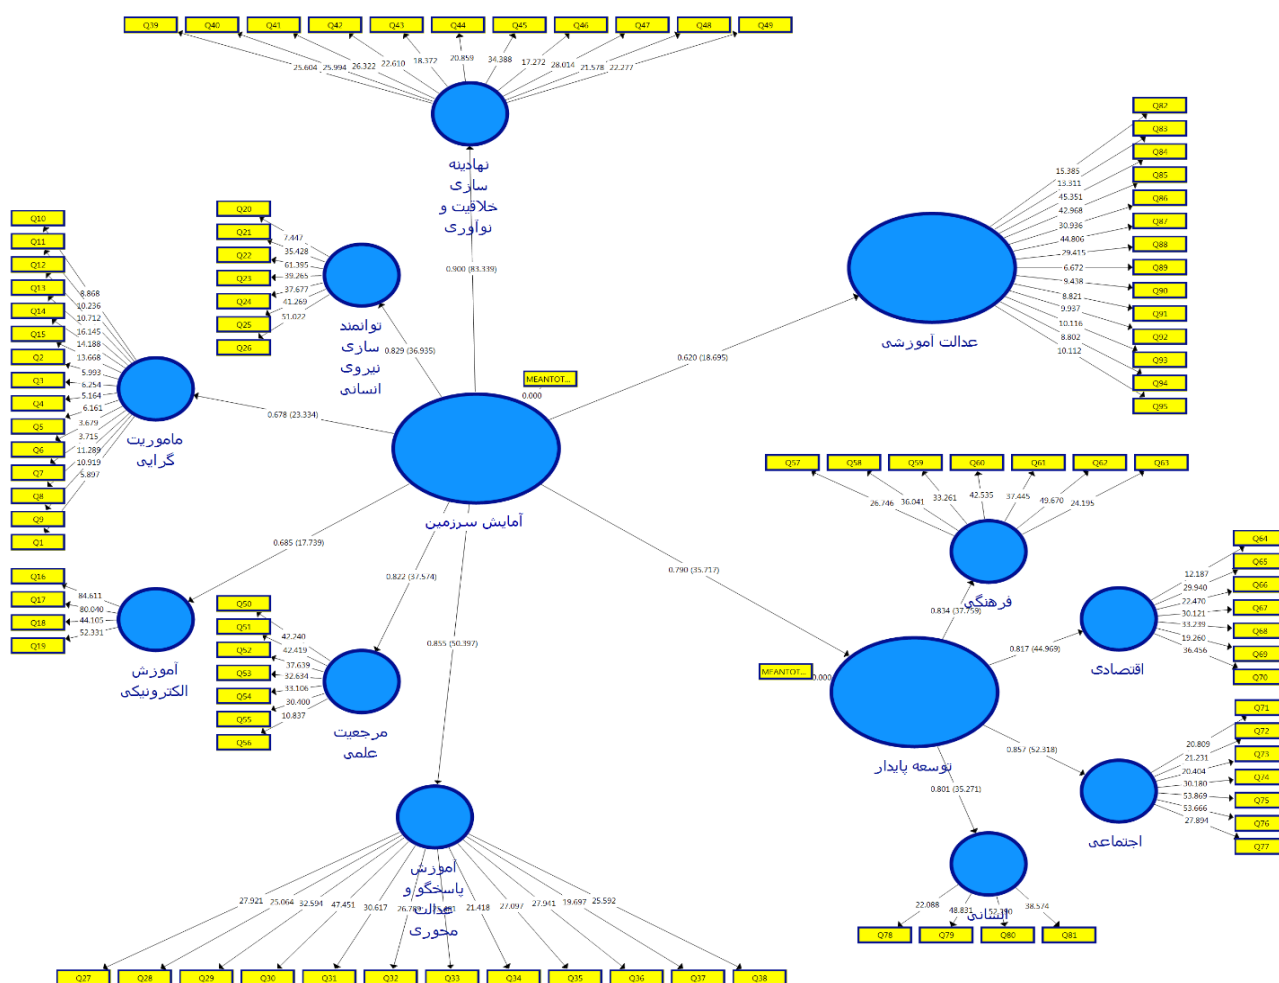 Q39 Q40 Q41 Q42 Q43 Q44 Q45 Q46 Q47 Q48 Q49
25.604 25.994 26.322 22.610 18.372 20.859 34.388 17.272 28.014 21.578 22.277
نهادینه
سازی
خلاقیت و
نوآوری
0.900 (83.339)
Q20
Q21
Q22
Q23
Q24
Q25
Q26
7.447
35.428
61.395
39.265
37.677
41.269
51.022
توانمند
سازی
نیروی
انسانی
0.829 (36.935)
Q10
Q11
Q12
Q13
Q14
Q15
Q2
Q3
Q4
Q5
Q6
Q7
Q8
Q9
Q1
8.868
10.236
10.712
16.145
14.188
13.668
5.993
6.254
5.164
6.161
3.679
3.715
11.289
10.919
5.897
ماموریت
گرایی
0.678 (23.334)
Q82
Q83
Q84
Q85
Q86
Q87
Q88
Q89
Q90
Q91
Q92
Q93
Q94
Q95
15.385
13.311
45.351
42.968
30.936
44.806
29.415
6.672
9.438
8.821
9.937
10.116
8.802
10.112
عدالت آموزشی
0.620 (18.695)
MEANTOT...
0.000
آمایش سرزمین
0.685 (17.739)
Q16
Q17
Q18
Q19
84.611
80.040
44.105
52.331
آموزش
الکترونیکی
0.822 (37.574)
Q50
Q51
Q52
Q53
Q54
Q55
Q56
42.240
42.419
37.639
32.634
33.106
30.400
10.837
مرجعیت
علمی
0.855 (50.397)
آموزش
پاسخگو و
عدالت
محوری
27.921 25.064 32.594 47.451 30.617 26.789 21.418 27.097 27.941 19.697 25.592
Q27 Q28 Q29 Q30 Q31 Q32 Q33 Q34 Q35 Q36 Q37 Q38
0.790 (35.717)
Q57 Q58 Q59 Q60 Q61 Q62 Q63
26.746 36.041 33.261 42.535 37.445 49.670 24.195
فرهنگی
0.834 (37.759)
MEANTOT...
0.000
توسعه پایدار
0.817 (44.969)
Q64
Q65
Q66
Q67
Q68
Q69
Q70
12.187
29.940
22.470
30.121
33.239
19.260
36.456
اقتصادی
0.857 (52.318)
Q71
Q72
Q73
Q74
Q75
Q76
Q77
20.809
21.231
20.404
30.180
53.869
53.666
27.894
اجتماعی
0.801 (35.271)
انسانی
22.088 48.831 38.574
Q78 Q79 Q80 Q81